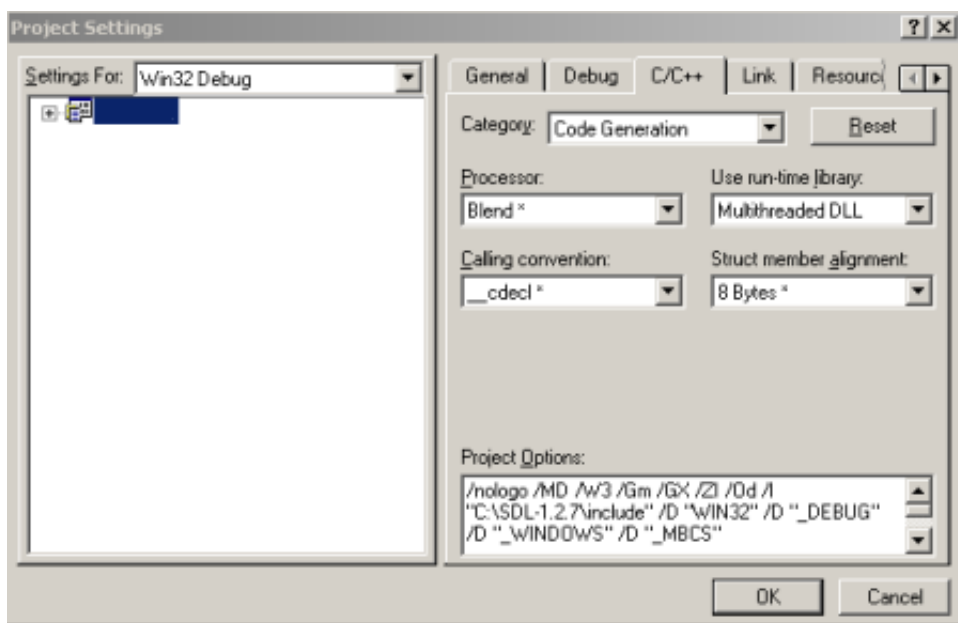 Project Settings
Settings For: Win32 Debug
General Debug C/C++ Link Resourc
Category: Code Generation Reset
Processor: Use run-time library:
Blend * Multithreaded DLL
Calling convention: Struct member alignment:
__cdecl * 8 Bytes *
Project Options:
/nologo /MD /W3 /Gm /GX /ZI /Od /I
"C:\SDL-1.2.7\include" /D "WIN32" /D "_DEBUG"
/D "_WINDOWS" /D "_MBCS"
OK Cancel